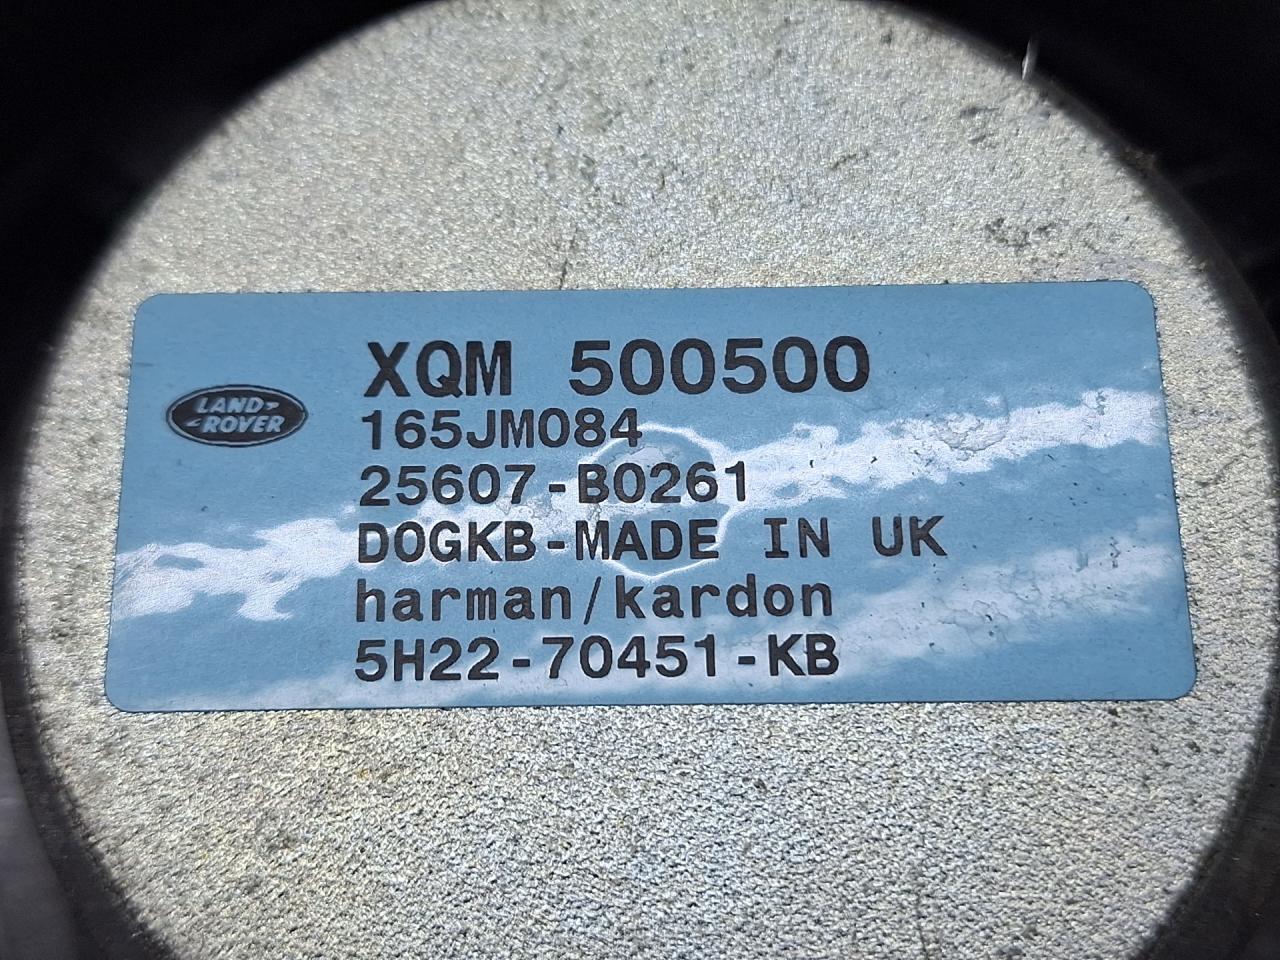 LAND
ROVER
XQM 500500
165JM084
25607-B0261
DOGKB-MADE IN UK
harman/kardon
5H22-70451-KB